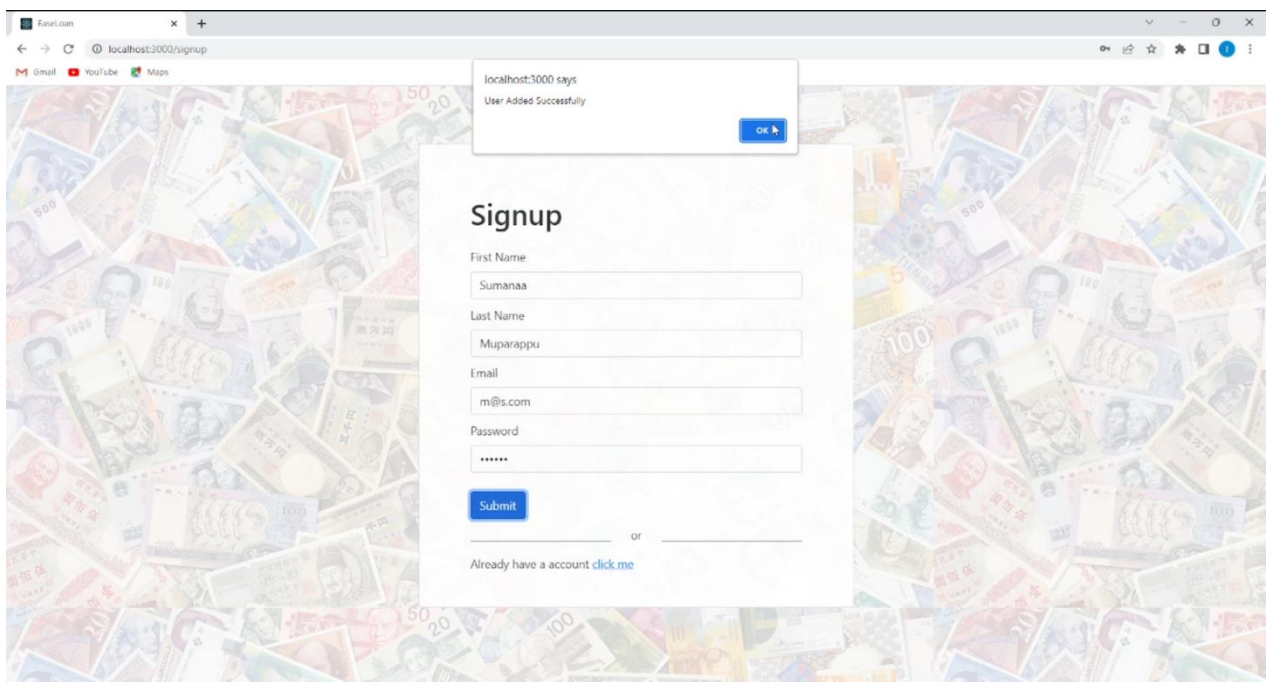 EaseLoan
localhost:3000/signup
Gmail YouTube Maps
localhost:3000 says
User Added Successfully
OK
Signup
First Name
Sumanaa
Last Name
Muparappu
Email
m@s.com
Password
••••••
Submit
or
Already have a account click me